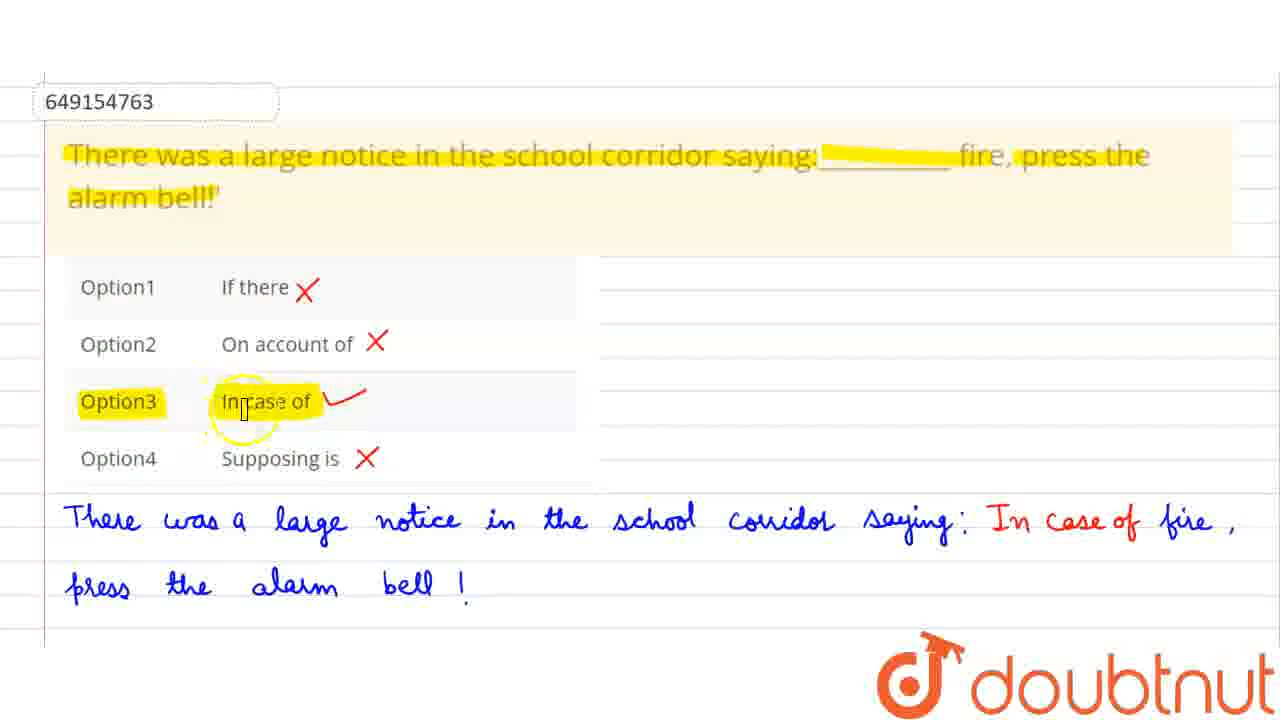 649154763
There was a large notice in the school corridor saying: __________ fire, press the
alarm bell!'
Option1 If there
Option2 On account of
Option3 In case of
Option4 Supposing is
There was a large notice in the school corridor saying: In case of fire,
press the alarm bell!
doubtnut